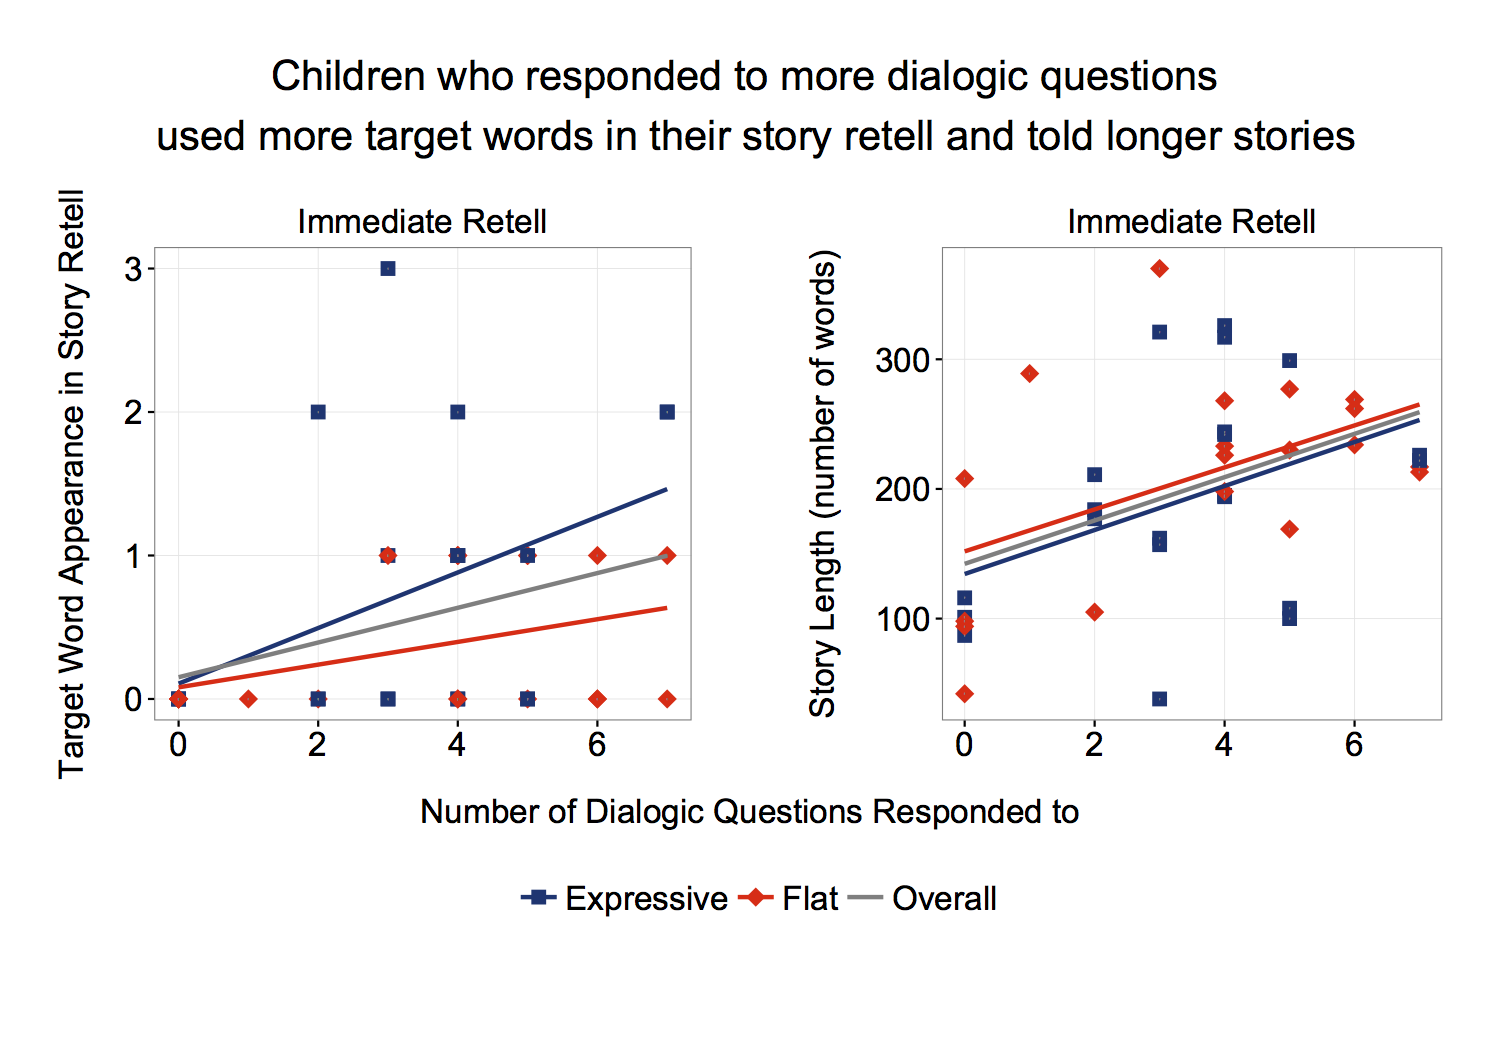 Children who responded to more dialogic questions
used more target words in their story retell and told longer stories
Immediate Retell
Target Word Appearance in Story Retell
3
2
1
0
0 2 4 6
Immediate Retell
Story Length (number of words)
300
200
100
0 2 4 6
Number of Dialogic Questions Responded to
Expressive Flat Overall